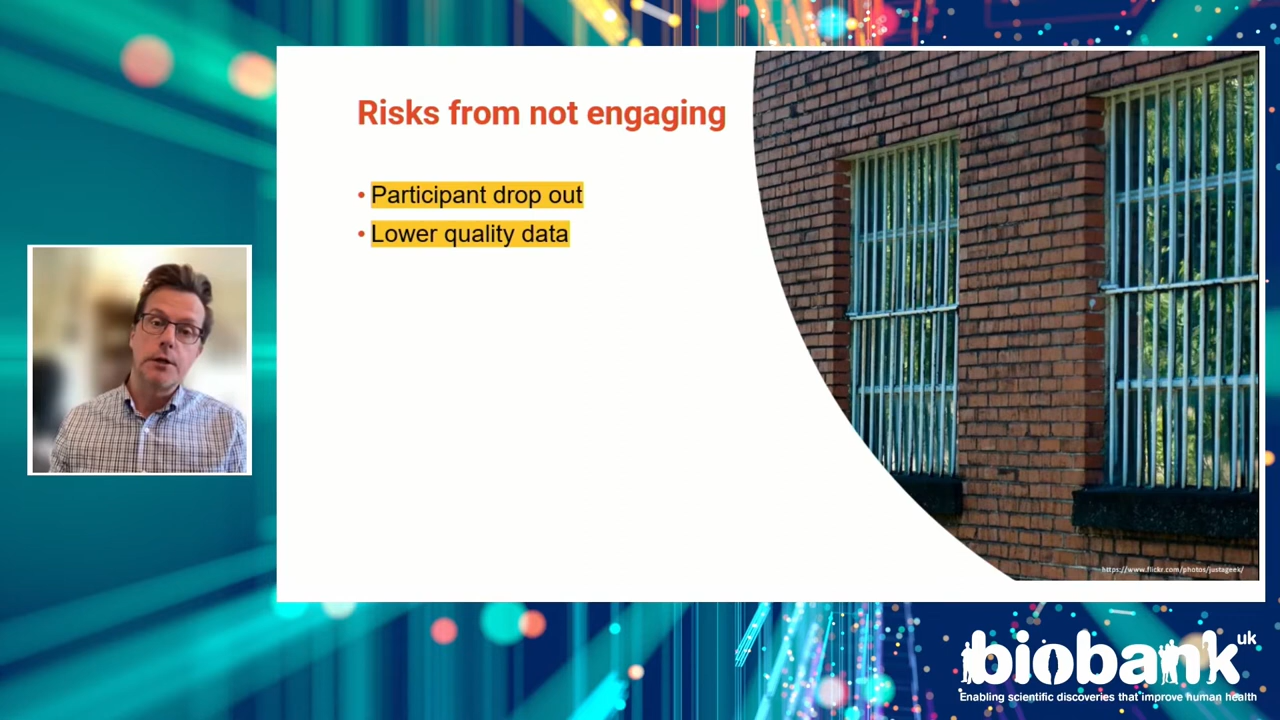 Risks from not engaging
• Participant drop out
• Lower quality data
https://www.flickr.com/photos/justageek/
biobank uk
Enabling scientific discoveries that improve human health